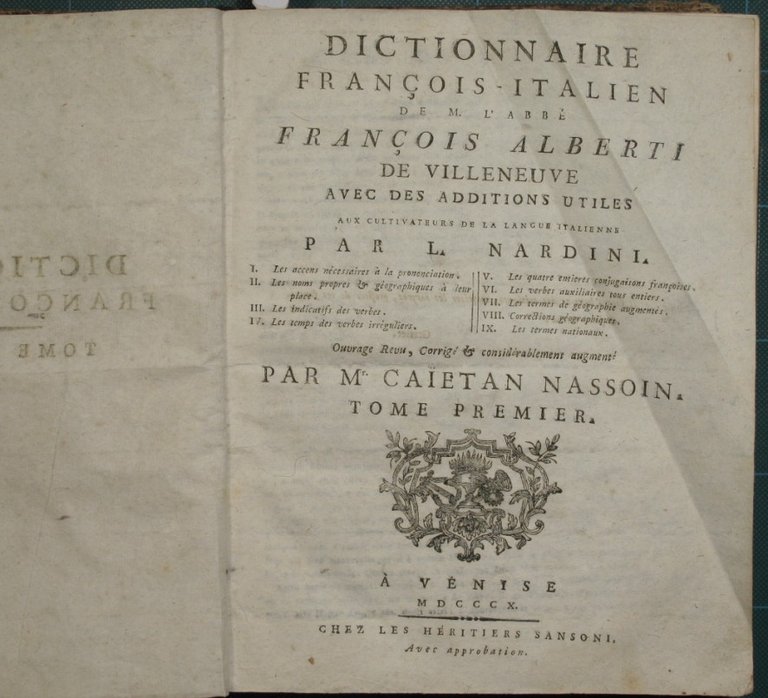 DICTIONNAIRE
FRANÇOIS-ITALIEN
DE M. L'ABBÉ
FRANÇOIS ALBERTI
DE VILLENEUVE
AVEC DES ADDITIONS UTILES
AUX CULTIVATEURS DE LA LANGUE ITALIENNE
PAR L. NARDINI.
I. Les accens nécessaires à la prononciation.
II. Les noms propres & géographiques à leur
place.
III. Les indicatifs des verbes.
IV. Les temps des verbes irréguliers.
V. Les quatre entieres conjugaisons françoises.
VI. Les verbes auxiliaires tous entiers.
VII. Les termes de géographie augmentés.
VIII. Corrections géographiques.
IX. Les termes nationaux.
Ouvrage Revu, Corrigé & considérablement augmenté
PAR Mr. CAÏETAN NASSOIN.
TOME PREMIER.
À VÉNISE
MDCCCX.
CHEZ LES HÉRITIERS SANSONI,
Avec approbation.
DICTIO
FRANÇO
TOME